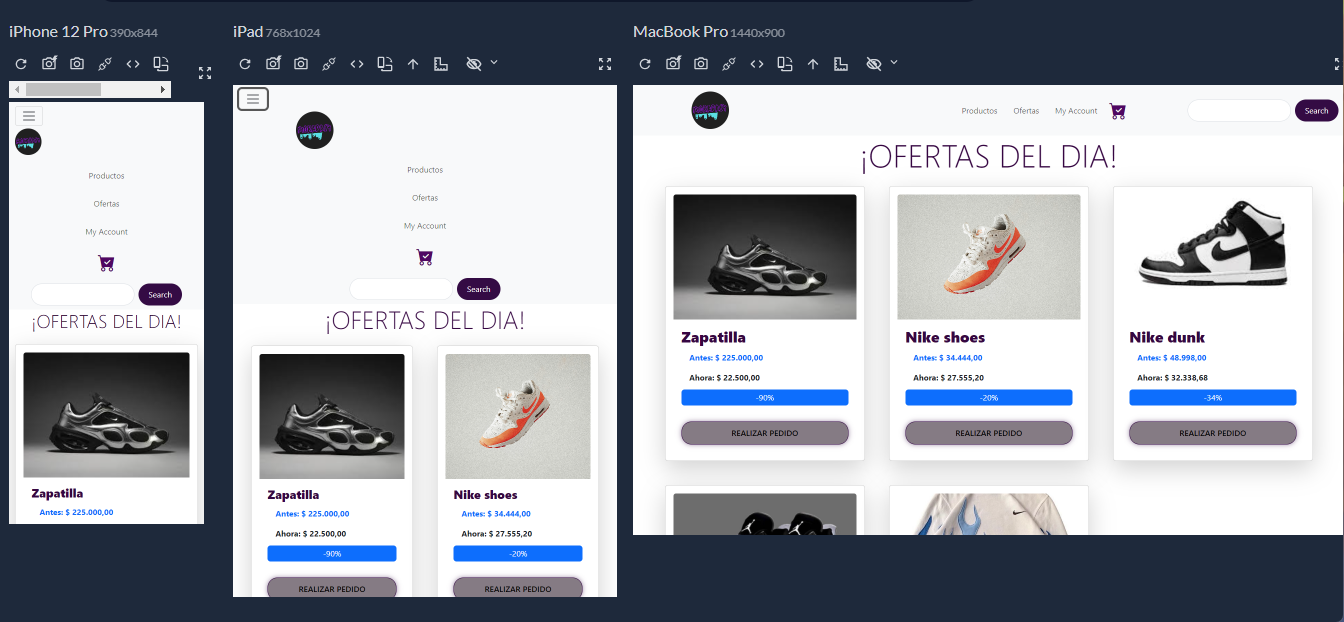 iPhone 12 Pro 390x844
Productos
Ofertas
My Account
Search
¡OFERTAS DEL DIA!
Zapatilla
Antes: $ 225.000,00
iPad 768x1024
Productos
Ofertas
My Account
Search
¡OFERTAS DEL DIA!
Zapatilla
Antes: $ 225.000,00
Ahora: $ 22.500,00
-90%
REALIZAR PEDIDO
Nike shoes
Antes: $ 34.444,00
Ahora: $ 27.555,20
-20%
REALIZAR PEDIDO
MacBook Pro 1440x900
Productos Ofertas My Account Search
¡OFERTAS DEL DIA!
Zapatilla
Antes: $ 225.000,00
Ahora: $ 22.500,00
-90%
REALIZAR PEDIDO
Nike shoes
Antes: $ 34.444,00
Ahora: $ 27.555,20
-20%
REALIZAR PEDIDO
Nike dunk
Antes: $ 48.998,00
Ahora: $ 32.338,68
-34%
REALIZAR PEDIDO